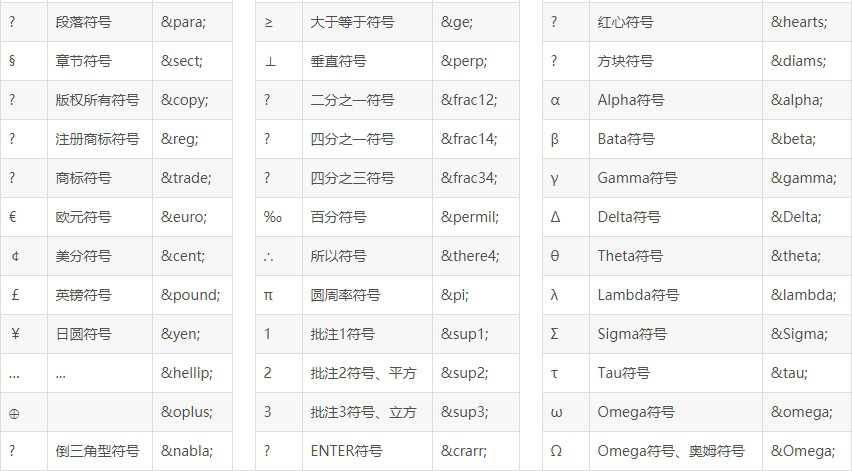 ? 段落符号 &para; ≥ 大于等于符号 &ge; ? 红心符号 &hearts;
§ 章节符号 &sect; ⊥ 垂直符号 &perp; ? 方块符号 &diams;
? 版权所有符号 &copy; ? 二分之一符号 &frac12; α Alpha符号 &alpha;
? 注册商标符号 &reg; ? 四分之一符号 &frac14; β Bata符号 &beta;
? 商标符号 &trade; ? 四分之三符号 &frac34; γ Gamma符号 &gamma;
€ 欧元符号 &euro; ‰ 百分符号 &permil; Δ Delta符号 &Delta;
¢ 美分符号 &cent; ∴ 所以符号 &there4; θ Theta符号 &theta;
£ 英镑符号 &pound; π 圆周率符号 &pi; λ Lambda符号 &lambda;
¥ 日圆符号 &yen; 1 批注1符号 &sup1; Σ Sigma符号 &Sigma;
... ... &hellip; 2 批注2符号、平方 &sup2; τ Tau符号 &tau;
⊕ &oplus; 3 批注3符号、立方 &sup3; ω Omega符号 &omega;
? 倒三角型符号 &nabla; ? ENTER符号 &crarr; Ω Omega符号、奥姆符号 &Omega;